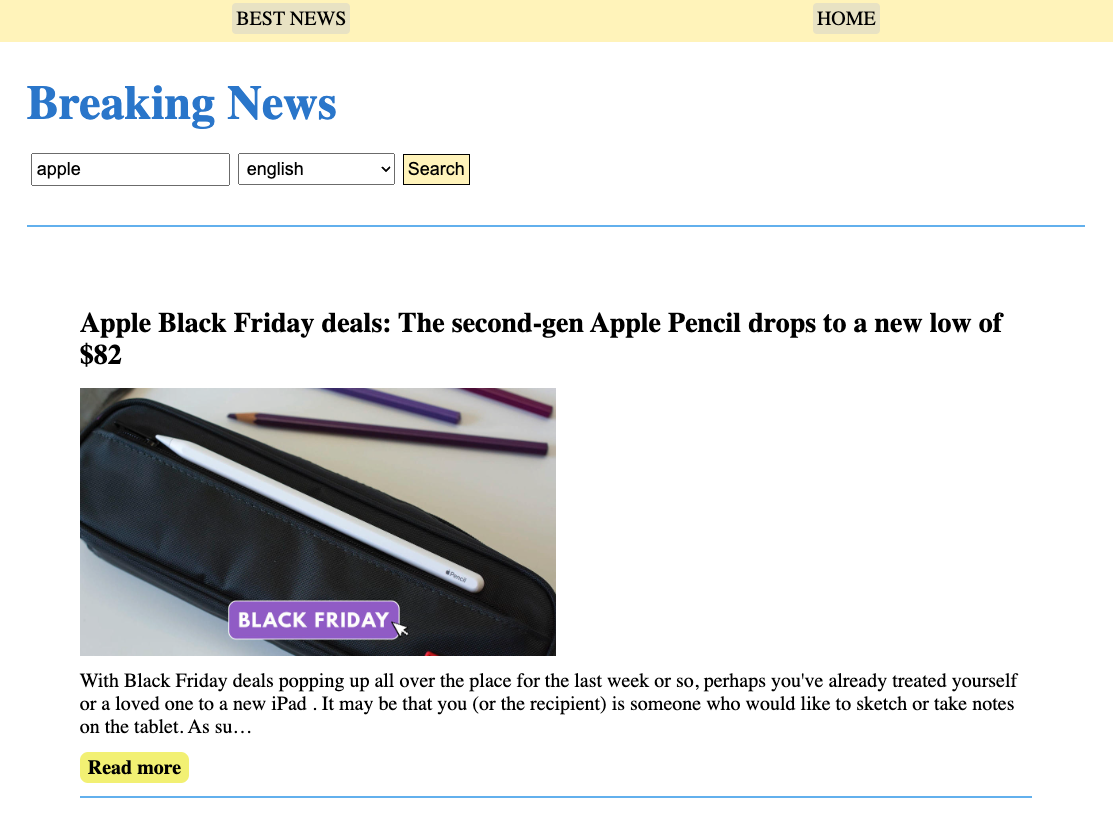 BEST NEWS
HOME
Breaking News
apple
english
Search
Apple Black Friday deals: The second-gen Apple Pencil drops to a new low of
$82
Pencil
BLACK FRIDAY
With Black Friday deals popping up all over the place for the last week or so, perhaps you've already treated yourself
or a loved one to a new iPad . It may be that you (or the recipient) is someone who would like to sketch or take notes
on the tablet. As su…
Read more